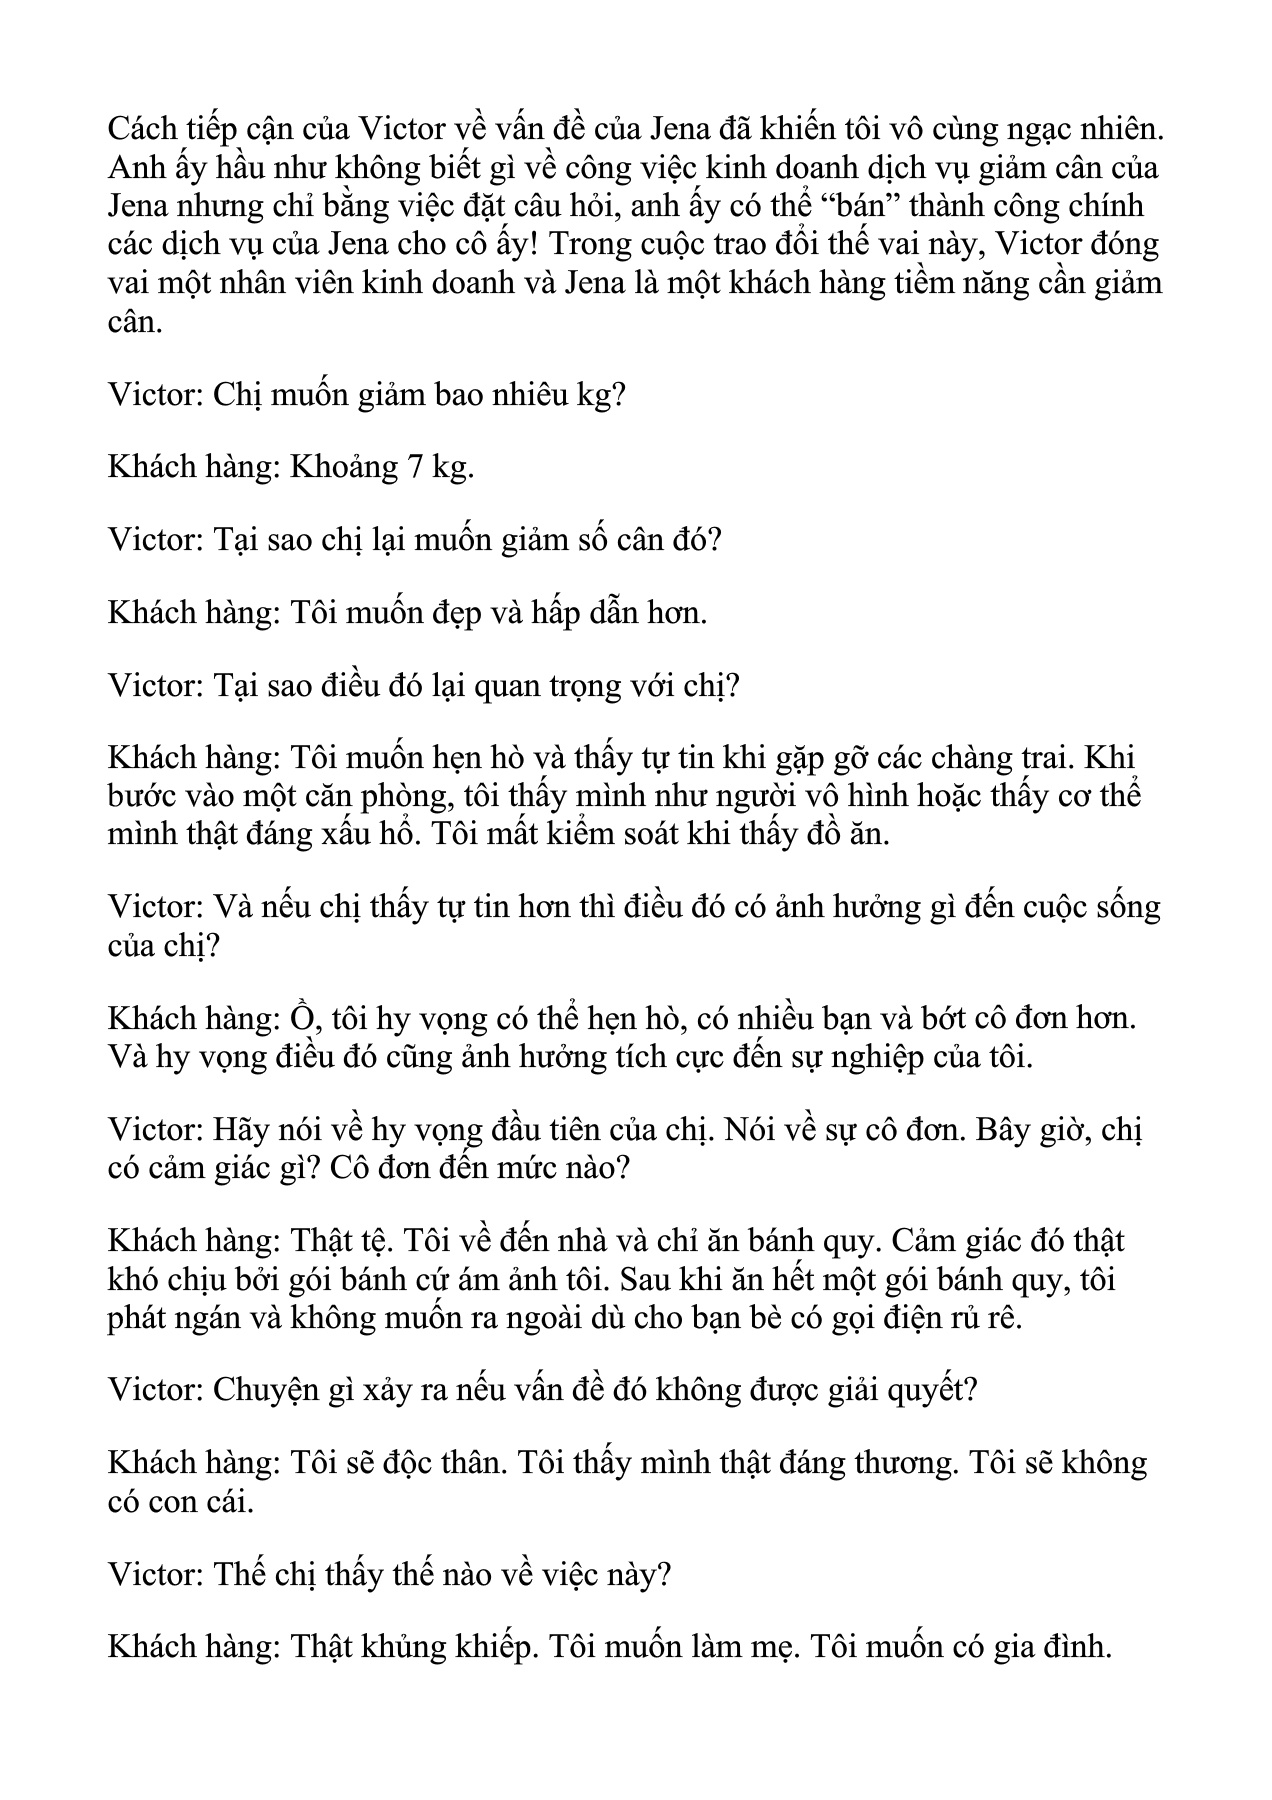 Cách tiếp cận của Victor về vấn đề của Jena đã khiến tôi vô cùng ngạc nhiên.
Anh ấy hầu như không biết gì về công việc kinh doanh dịch vụ giảm cân của
Jena nhưng chỉ bằng việc đặt câu hỏi, anh ấy có thể “bán” thành công chính
các dịch vụ của Jena cho cô ấy! Trong cuộc trao đổi thế vai này, Victor đóng
vai một nhân viên kinh doanh và Jena là một khách hàng tiềm năng cần giảm
cân.
Victor: Chị muốn giảm bao nhiêu kg?
Khách hàng: Khoảng 7 kg.
Victor: Tại sao chị lại muốn giảm số cân đó?
Khách hàng: Tôi muốn đẹp và hấp dẫn hơn.
Victor: Tại sao điều đó lại quan trọng với chị?
Khách hàng: Tôi muốn hẹn hò và thấy tự tin khi gặp gỡ các chàng trai. Khi
bước vào một căn phòng, tôi thấy mình như người vô hình hoặc thấy cơ thể
mình thật đáng xấu hổ. Tôi mất kiểm soát khi thấy đồ ăn.
Victor: Và nếu chị thấy tự tin hơn thì điều đó có ảnh hưởng gì đến cuộc sống
của chị?
Khách hàng: Ồ, tôi hy vọng có thể hẹn hò, có nhiều bạn và bớt cô đơn hơn.
Và hy vọng điều đó cũng ảnh hưởng tích cực đến sự nghiệp của tôi.
Victor: Hãy nói về hy vọng đầu tiên của chị. Nói về sự cô đơn. Bây giờ, chị
có cảm giác gì? Cô đơn đến mức nào?
Khách hàng: Thật tệ. Tôi về đến nhà và chỉ ăn bánh quy. Cảm giác đó thật
khó chịu bởi gói bánh cứ ám ảnh tôi. Sau khi ăn hết một gói bánh quy, tôi
phát ngán và không muốn ra ngoài dù cho bạn bè có gọi điện rủ rê.
Victor: Chuyện gì xảy ra nếu vấn đề đó không được giải quyết?
Khách hàng: Tôi sẽ độc thân. Tôi thấy mình thật đáng thương. Tôi sẽ không
có con cái.
Victor: Thế chị thấy thế nào về việc này?
Khách hàng: Thật khủng khiếp. Tôi muốn làm mẹ. Tôi muốn có gia đình.